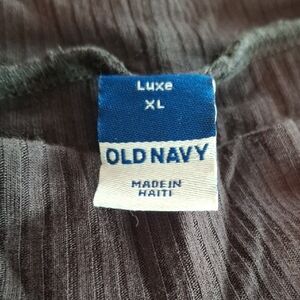 Luxe
XL
OLD NAVY
MADE IN
HAITI